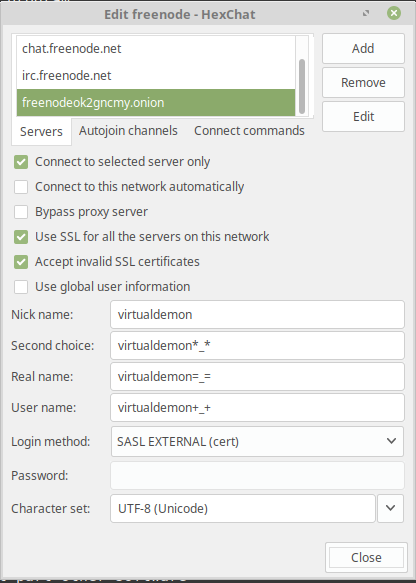 Edit freenode - HexChat
chat.freenode.net
Add
irc.freenode.net
Remove
freenodeok2gncmy.onion
Edit
Servers Autojoin channels Connect commands
Connect to selected server only
Connect to this network automatically
Bypass proxy server
Use SSL for all the servers on this network
Accept invalid SSL certificates
Use global user information
Nick name: virtualdemon
Second choice: virtualdemon*_*
Real name: virtualdemon=_=
User name: virtualdemon+_+
Login method: SASL EXTERNAL (cert)
Password:
Character set: UTF-8 (Unicode)
Close